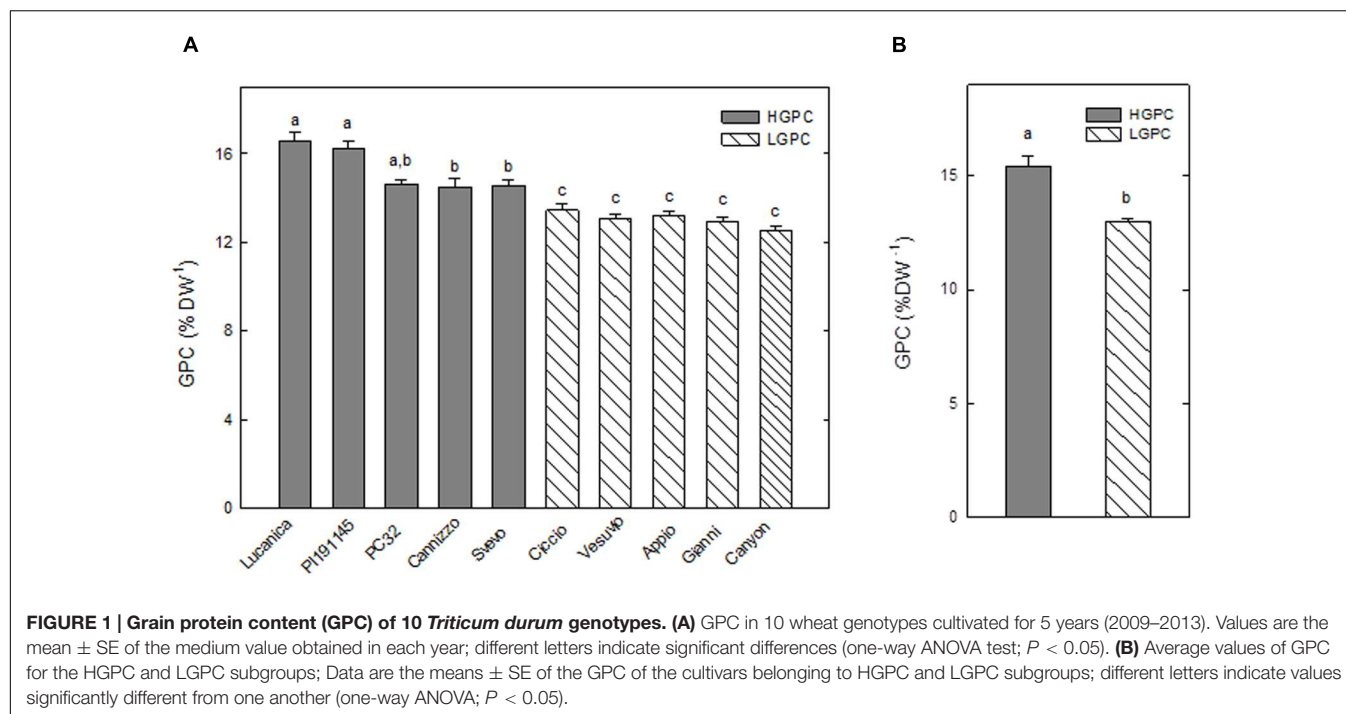 A
GPC (% DW⁻¹)
16
12
8
4
0
a
a
a,b
b
b
c
c
c
c
c
HGPC
LGPC
Lucanica
PI191145
PC32
Cannizzo
Svevo
Ciccio
Vesuvio
Appio
Gianni
Canyon
B
GPC (%DW⁻¹)
15
10
5
0
a
b
HGPC
LGPC
FIGURE 1 | Grain protein content (GPC) of 10 Triticum durum genotypes. (A) GPC in 10 wheat genotypes cultivated for 5 years (2009–2013). Values are the
mean ± SE of the medium value obtained in each year; different letters indicate significant differences (one-way ANOVA test; P < 0.05). (B) Average values of GPC
for the HGPC and LGPC subgroups; Data are the means ± SE of the GPC of the cultivars belonging to HGPC and LGPC subgroups; different letters indicate values
significantly different from one another (one-way ANOVA; P < 0.05).